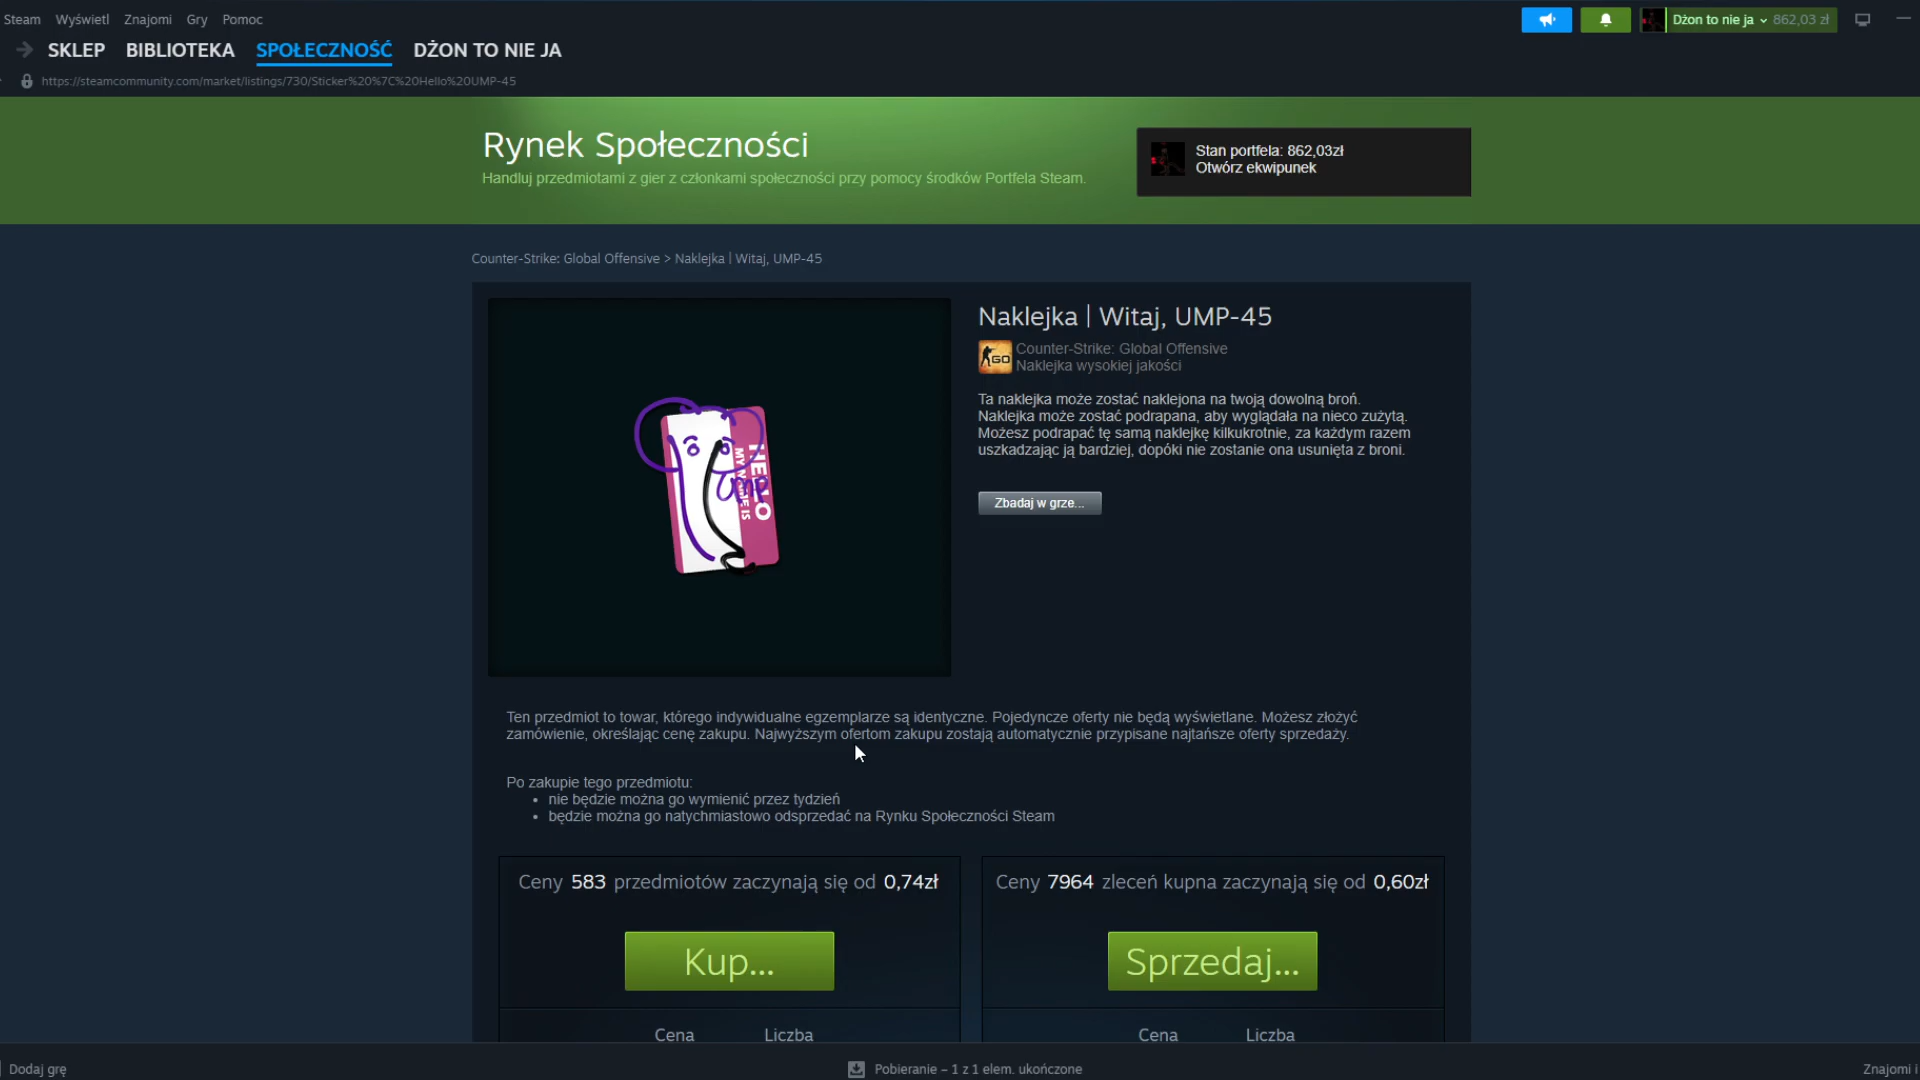 Steam Wyświetl Znajomi Gry Pomoc
Dżon to nie ja 862,03 zł
SKLEP BIBLIOTEKA SPOŁECZNOŚĆ DŻON TO NIE JA
https://steamcommunity.com/market/listings/730/Sticker%20%7C%20Hello%20UMP-45
Rynek Społeczności
Handluj przedmiotami z gier z członkami społeczności przy pomocy środków Portfela Steam.
Stan portfela: 862,03zł
Otwórz ekwipunek
Counter-Strike: Global Offensive > Naklejka | Witaj, UMP-45
HELLO
MY NAME IS
UMP
Naklejka | Witaj, UMP-45
GO
Counter-Strike: Global Offensive
Naklejka wysokiej jakości
Ta naklejka może zostać naklejona na twoją dowolną broń.
Naklejka może zostać podrapana, aby wyglądała na nieco zużytą.
Możesz podrapać tę samą naklejkę kilkukrotnie, za każdym razem
uszkadzając ją bardziej, dopóki nie zostanie ona usunięta z broni.
Zbadaj w grze...
Ten przedmiot to towar, którego indywidualne egzemplarze są identyczne. Pojedyncze oferty nie będą wyświetlane. Możesz złożyć
zamówienie, określając cenę zakupu. Najwyższym ofertom zakupu zostają automatycznie przypisane najtańsze oferty sprzedaży.
Po zakupie tego przedmiotu:
• nie będzie można go wymienić przez tydzień
• będzie można go natychmiastowo odsprzedać na Rynku Społeczności Steam
Ceny 583 przedmiotów zaczynają się od 0,74zł
Kup...
Cena Liczba
Ceny 7964 zleceń kupna zaczynają się od 0,60zł
Sprzedaj...
Cena Liczba
Dodaj grę
Pobieranie – 1 z 1 elem. ukończone
Znajomi i